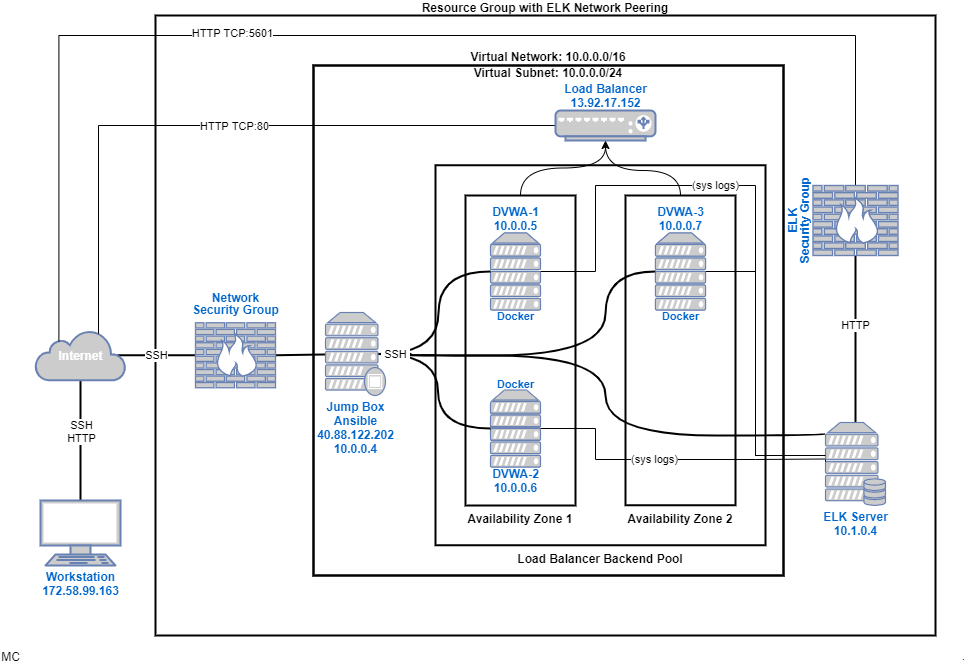 Resource Group with ELK Network Peering
HTTP TCP:5601
Virtual Network: 10.0.0.0/16
Virtual Subnet: 10.0.0.0/24
Load Balancer
13.92.17.152
HTTP TCP:80
(sys logs)
DVWA-1
10.0.0.5
DVWA-3
10.0.0.7
ELK
Security Group
Network
Security Group
Docker
Docker
HTTP
Internet
SSH
SSH
Docker
Jump Box
Ansible
40.88.122.202
10.0.0.4
SSH
HTTP
(sys logs)
DVWA-2
10.0.0.6
Availability Zone 1
Availability Zone 2
ELK Server
10.1.0.4
Load Balancer Backend Pool
Workstation
172.58.99.163
MC
.